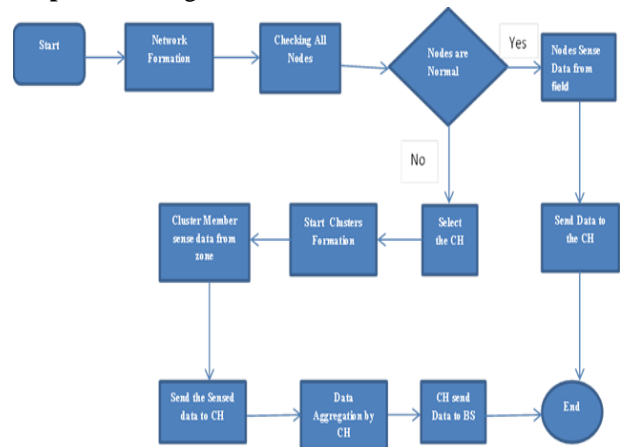 Start
Network
Formation
Checking All
Nodes
Nodes are
Normal
Yes
Nodes Sense
Data from
field
No
Cluster Member
sense data from
zone
Start Clusters
Formation
Select
the CH
Send Data to
the CH
Send the Sensed
data to CH
Data
Aggregation by
CH
CH send
Data to BS
End